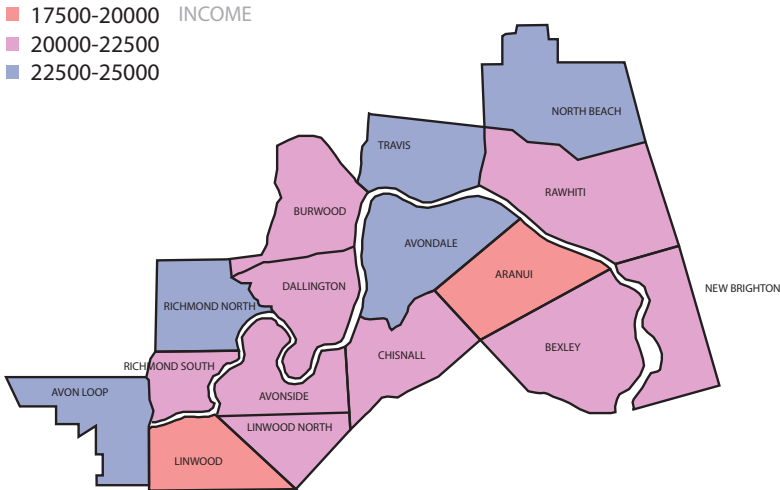 17500-20000 INCOME
20000-22500
22500-25000
NORTH BEACH
TRAVIS
RAWHITI
BURWOOD
AVONDALE
ARANUI
DALLINGTON
NEW BRIGHTON
RICHMOND NORTH
BEXLEY
CHISNALL
RICHMOND SOUTH
AVON LOOP
AVONSIDE
LINWOOD NORTH
LINWOOD